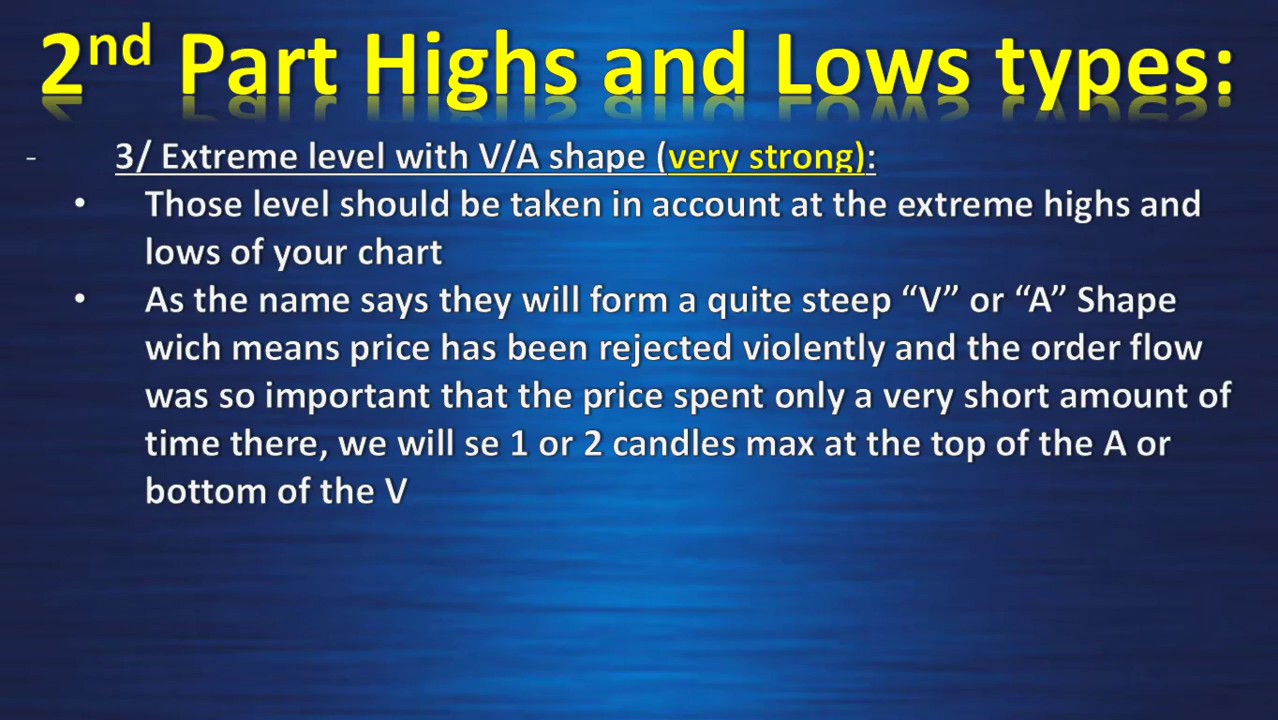 2nd Part Highs and Lows types:
- 3/ Extreme level with V/A shape (very strong):
• Those level should be taken in account at the extreme highs and
lows of your chart
• As the name says they will form a quite steep “V” or “A” Shape
wich means price has been rejected violently and the order flow
was so important that the price spent only a very short amount of
time there, we will se 1 or 2 candles max at the top of the A or
bottom of the V